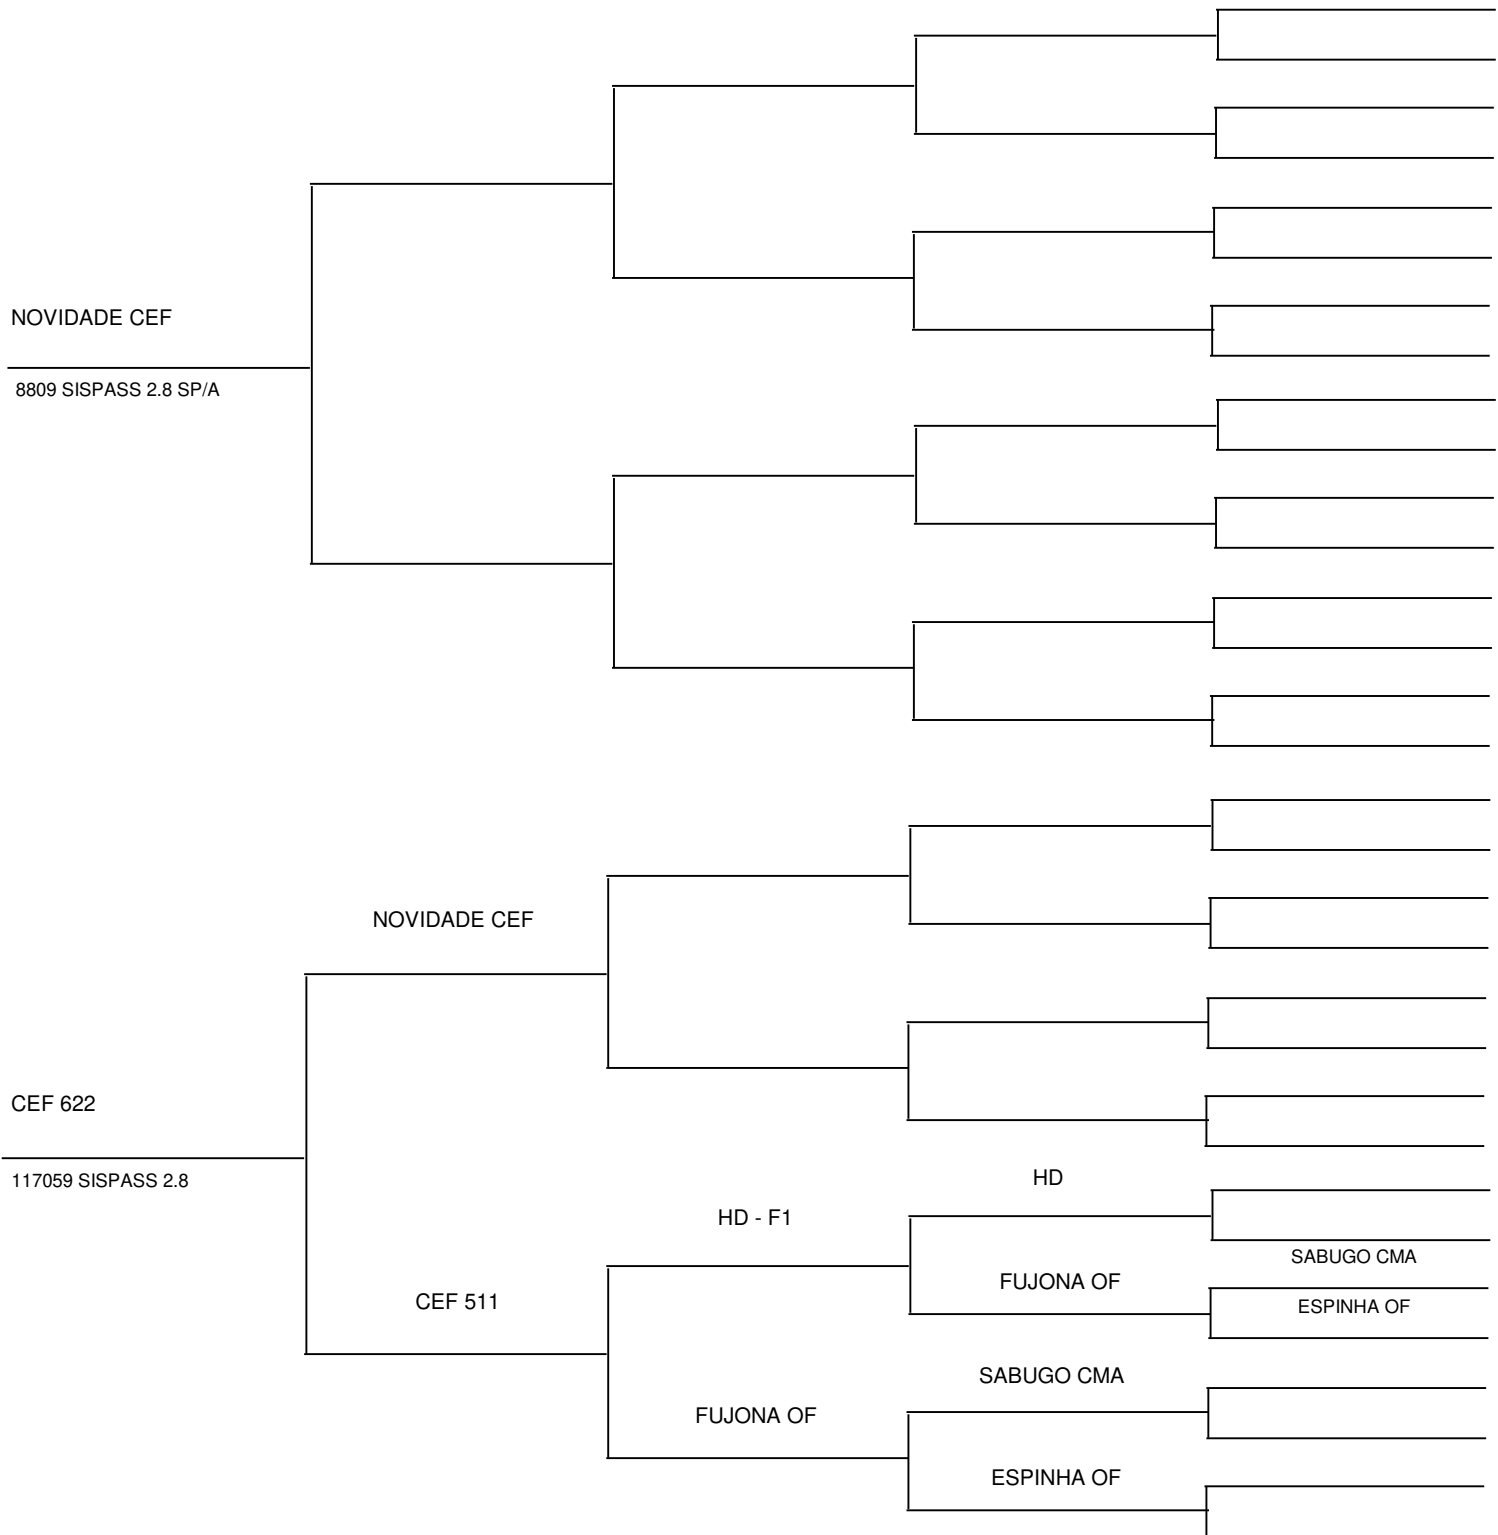 NOVIDADE CEF
8809 SISPASS 2.8 SP/A
NOVIDADE CEF
CEF 622
117059 SISPASS 2.8
HD
HD - F1
SABUGO CMA
FUJONA OF
CEF 511
ESPINHA OF
SABUGO CMA
FUJONA OF
ESPINHA OF